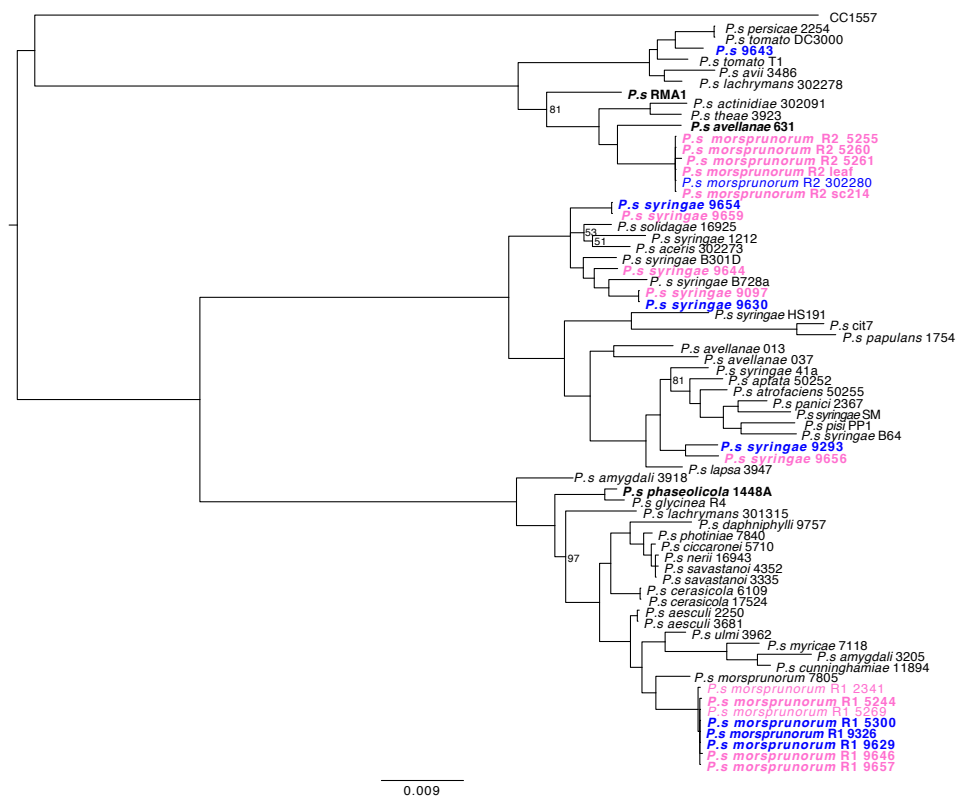 CC1557
P.s persicae 2254
P.s tomato DC3000
P.s 9643
P.s tomato T1
P.s avii 3486
P.s lachrymans 302278
P.s RMA1
81
P.s actinidiae 302091
P.s theae 3923
P.s avellanae 631
P.s morsprunorum R2 5255
P.s morsprunorum R2 5260
P.s morsprunorum R2 5261
P.s morsprunorum R2 leaf
P.s morsprunorum R2 302280
P.s morsprunorum R2 sc214
P.s syringae 9654
P.s syringae 9659
P.s solidagae 16925
53
P.s syringae 1212
51
P.s aceris 302273
P.s syringae B301D
P.s syringae 9644
P. s syringae B728a
P.s syringae 9097
P.s syringae 9630
P.s syringae HS191
P.s cit7
P.s papulans 1754
P.s avellanae 013
P.s avellanae 037
P.s syringae 41a
81
P.s aptata 50252
P.s atrofaciens 50255
P.s panici 2367
P.s syringae SM
P.s pisi PP1
P.s syringae B64
P.s syringae 9293
P.s syringae 9656
P.s lapsa 3947
P.s amygdali 3918
P.s phaseolicola 1448A
P.s glycinea R4
P.s lachrymans 301315
P.s daphniphylli 9757
P.s photiniae 7840
P.s ciccaronei 5710
97
P.s nerii 16943
P.s savastanoi 4352
P.s savastanoi 3335
P.s cerasicola 6109
P.s cerasicola 17524
P.s aesculi 2250
P.s aesculi 3681
P.s ulmi 3962
P.s myricae 7118
P.s amygdali 3205
P.s cunninghamiae 11894
P.s morsprunorum 7805
P.s morsprunorum R1 2341
P.s morsprunorum R1 5244
P.s morsprunorum R1 5269
P.s morsprunorum R1 5300
P.s morsprunorum R1 9326
P.s morsprunorum R1 9629
P.s morsprunorum R1 9646
P.s morsprunorum R1 9657
0.009